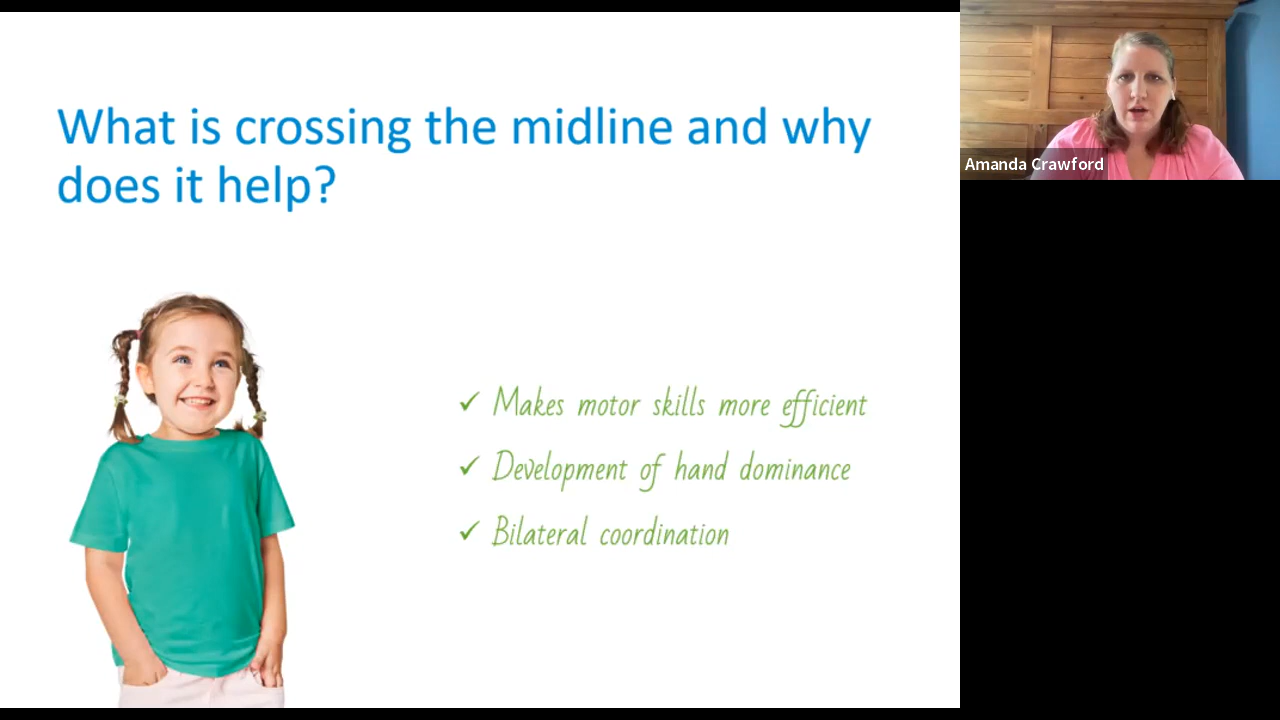 What is crossing the midline and why
does it help?
Amanda Crawford
✓ Makes motor skills more efficient
✓ Development of hand dominance
✓ Bilateral coordination